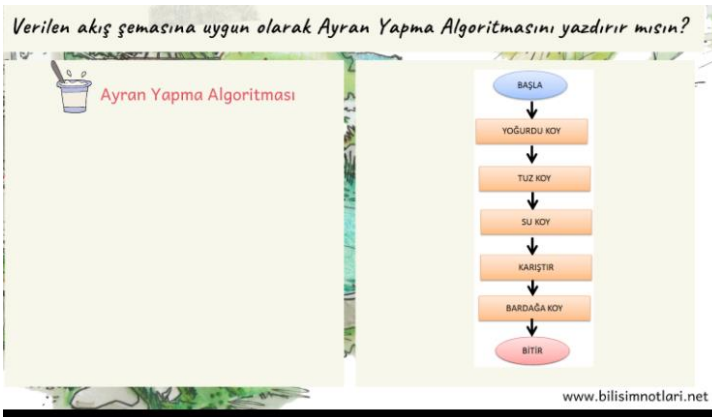 Verilen akış şemasına uygun olarak Ayran Yapma Algoritmasını yazdırır mısın?
Ayran Yapma Algoritması
BAŞLA
YOĞURDU KOY
TUZ KOY
SU KOY
KARIŞTIR
BARDAĞA KOY
BİTİR
www.bilisimnotlari.net